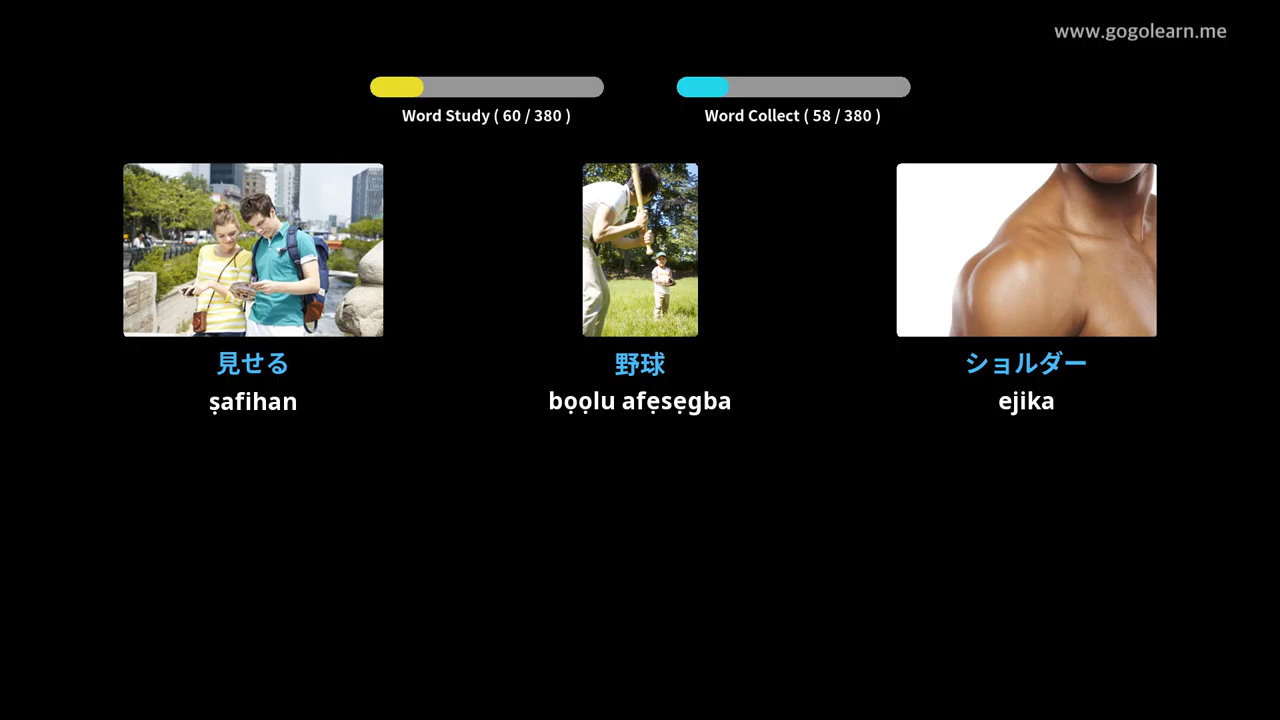 www.gogolearn.me
Word Study ( 60 / 380 )
Word Collect ( 58 / 380 )
見せる
ṣafihan
野球
bọọlu afẹsẹgba
ショルダー
ejika